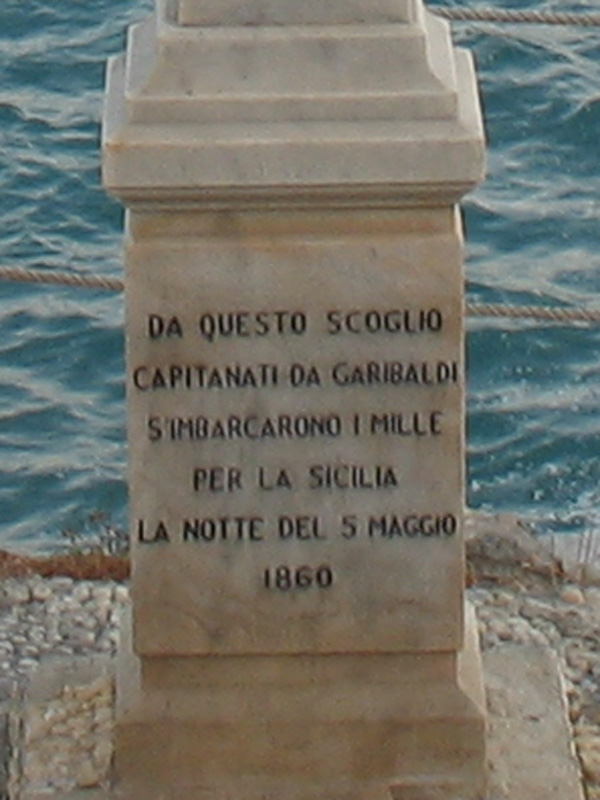 DA QUESTO SCOGLIO
CAPITANATI DA GARIBALDI
S'IMBARCARONO I MILLE
PER LA SICILIA
LA NOTTE DEL 5 MAGGIO
1860